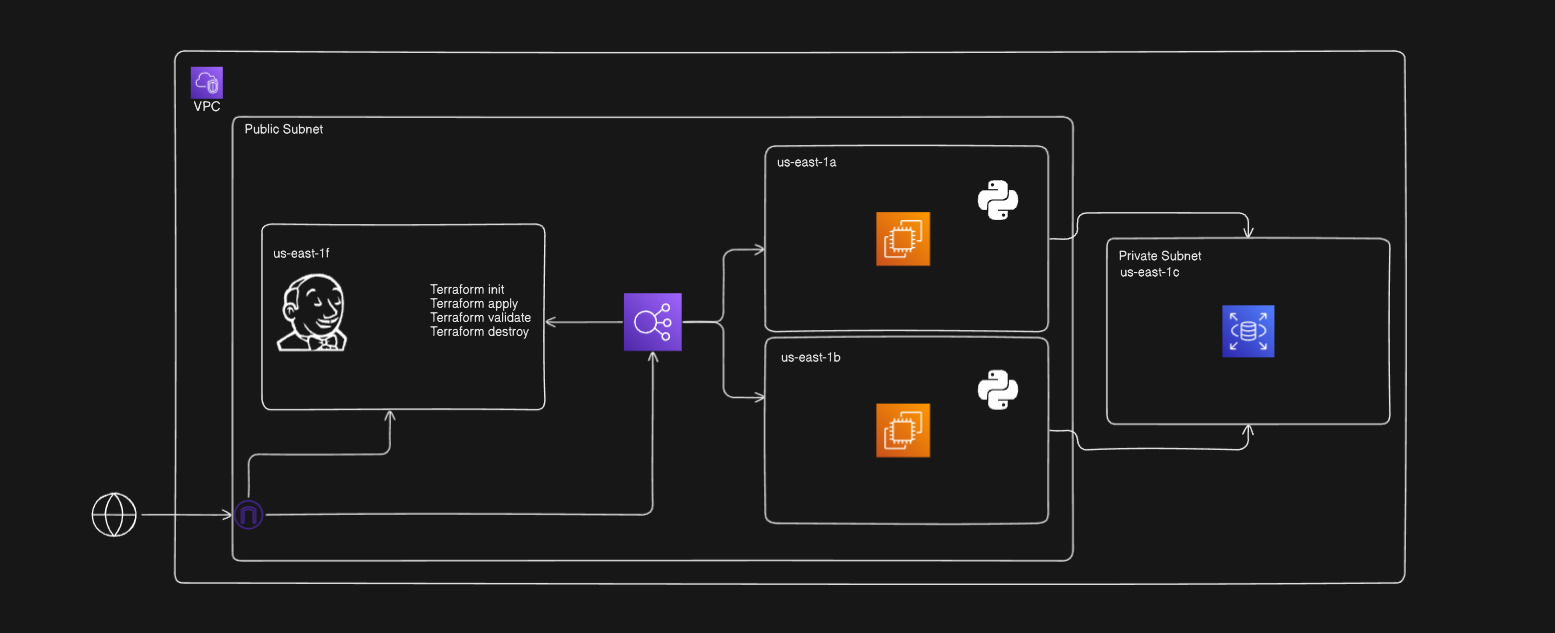 VPC
Public Subnet
us-east-1f
Terraform init
Terraform apply
Terraform validate
Terraform destroy
us-east-1a
us-east-1b
Private Subnet
us-east-1c